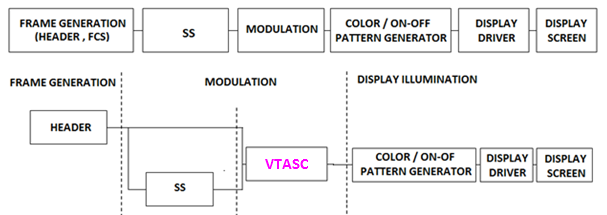 FRAME GENERATION
(HEADER , FCS)
SS
MODULATION
COLOR / ON-OFF
PATTERN GENERATOR
DISPLAY
DRIVER
DISPLAY
SCREEN
FRAME GENERATION
MODULATION
DISPLAY ILLUMINATION
HEADER
SS
VTASC
COLOR / ON-OF
PATTERN GENERATOR
DISPLAY
DRIVER
DISPLAY
SCREEN